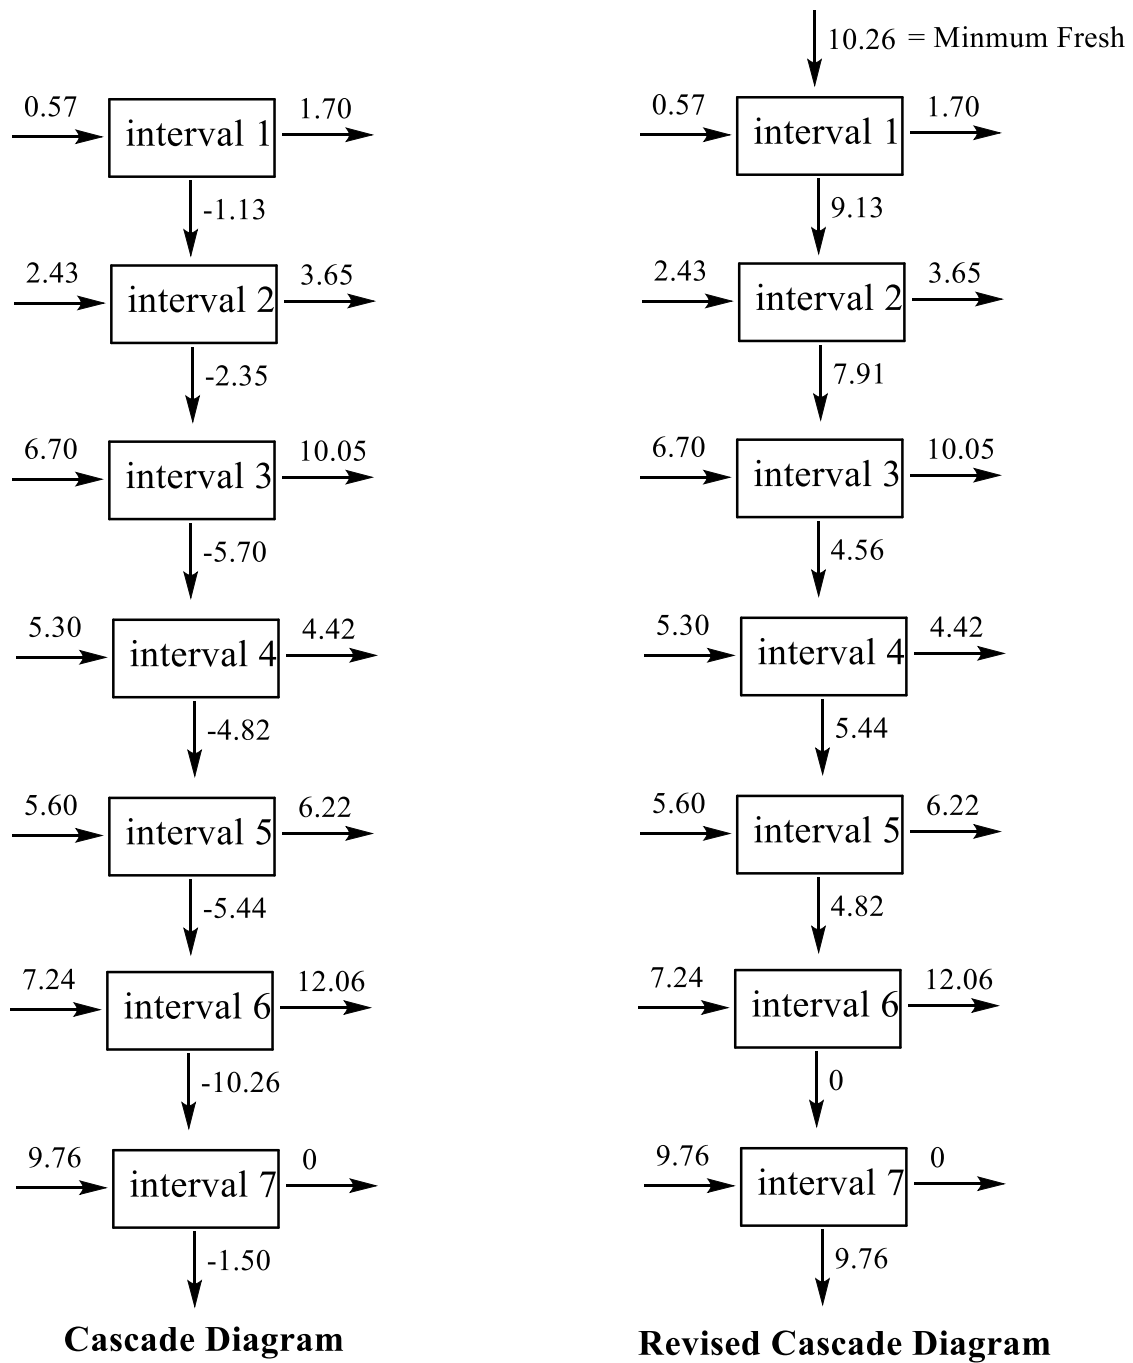 10.26 = Minmum Fresh
0.57 interval 1 1.70
-1.13
2.43 interval 2 3.65
-2.35
6.70 interval 3 10.05
-5.70
5.30 interval 4 4.42
-4.82
5.60 interval 5 6.22
-5.44
7.24 interval 6 12.06
-10.26
9.76 interval 7 0
-1.50
Cascade Diagram
0.57 interval 1 1.70
9.13
2.43 interval 2 3.65
7.91
6.70 interval 3 10.05
4.56
5.30 interval 4 4.42
5.44
5.60 interval 5 6.22
4.82
7.24 interval 6 12.06
0
9.76 interval 7 0
9.76
Revised Cascade Diagram